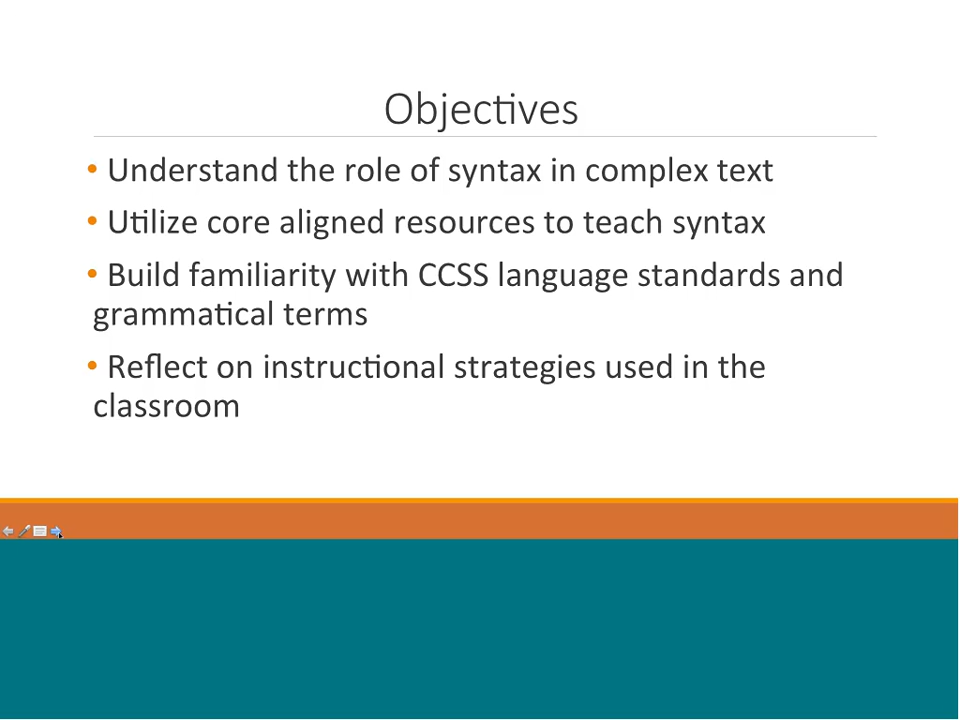 Objectives
• Understand the role of syntax in complex text
• Utilize core aligned resources to teach syntax
• Build familiarity with CCSS language standards and
grammatical terms
• Reflect on instructional strategies used in the
classroom